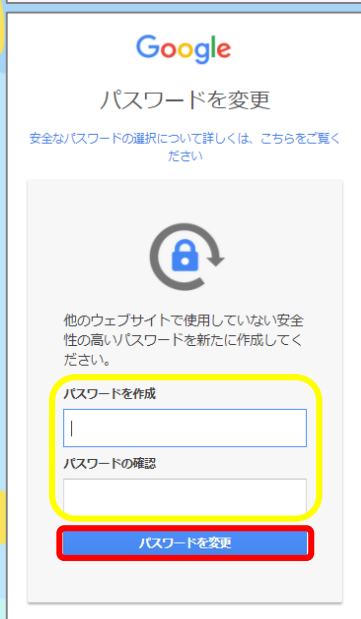 Google
パスワードを変更
安全なパスワードの選択について詳しくは、こちらをご覧く
ださい
他のウェブサイトで使用していない安全
性の高いパスワードを新たに作成してく
ださい。
パスワードを作成
パスワードの確認
パスワードを変更